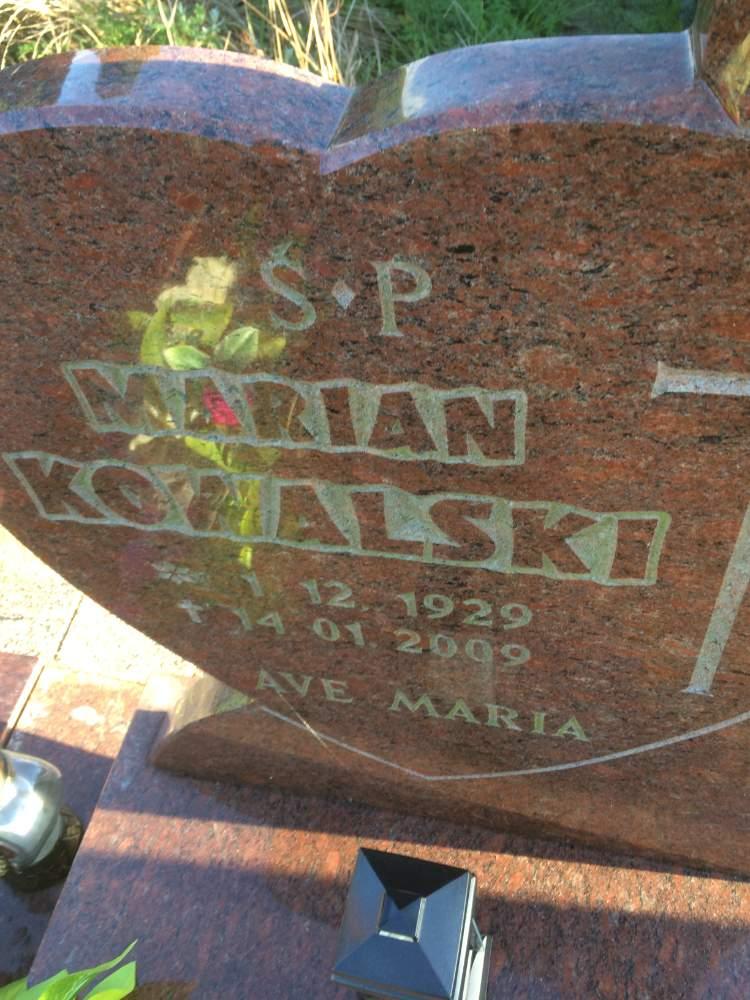 Ś·P
MARIAN
KOWALSKI
* 1 12. 1929
† 14 01. 2009
AVE MARIA